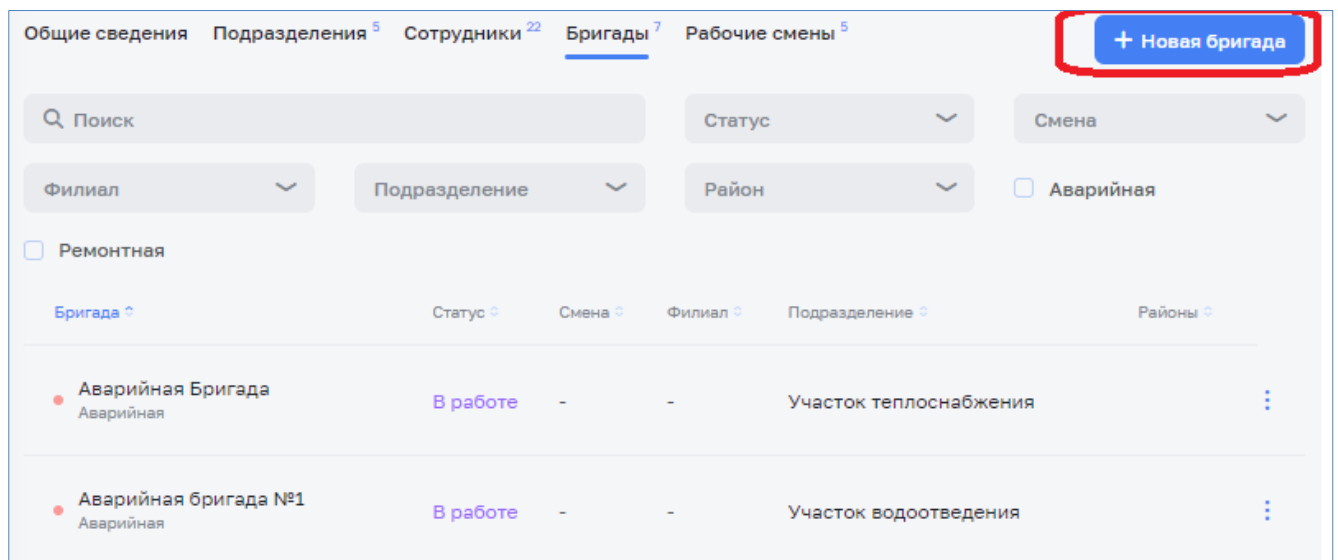 Общие сведения Подразделения 5 Сотрудники 22 Бригады 7 Рабочие смены 5 + Новая бригада
Поиск Статус Смена
Филиал Подразделение Район Аварийная
Ремонтная
Бригада Статус Смена Филиал Подразделение Районы
Аварийная Бригада
Аварийная
В работе - - Участок теплоснабжения
Аварийная бригада №1
Аварийная
В работе - - Участок водоотведения